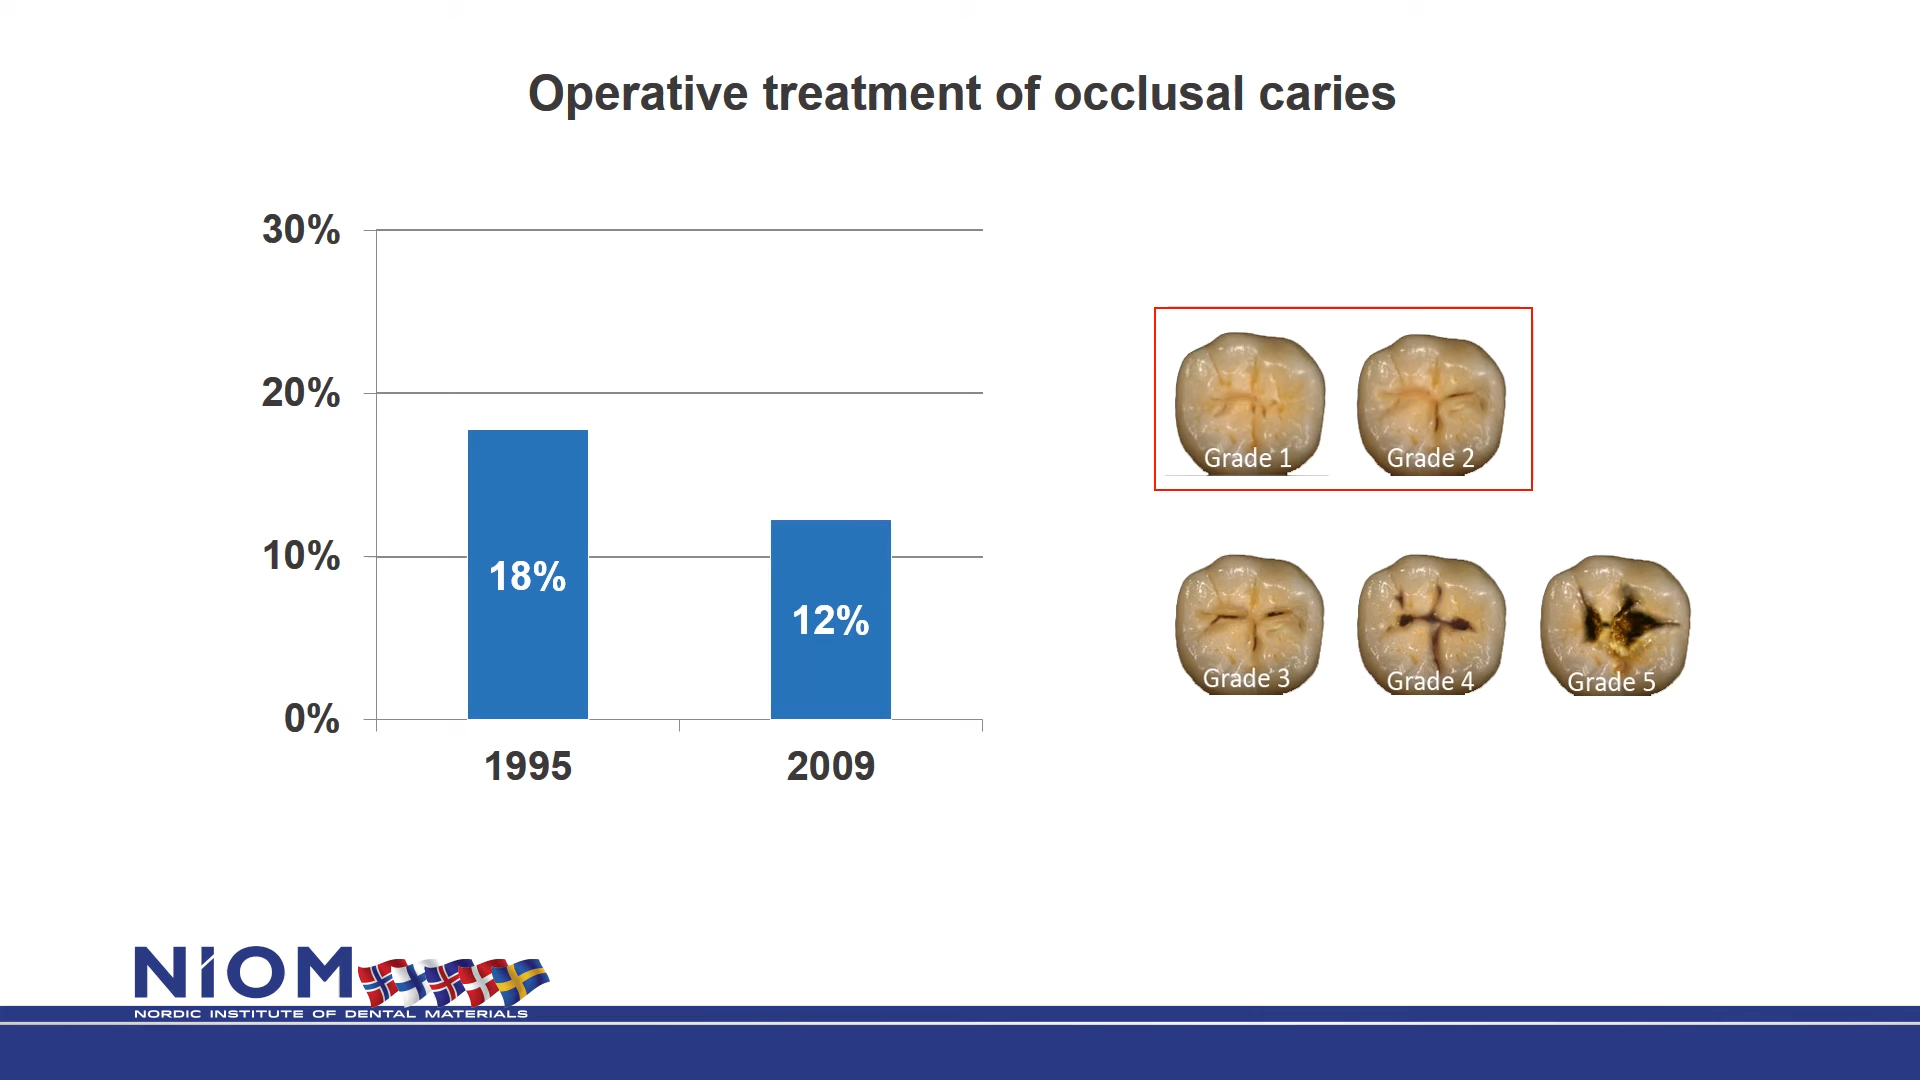 Operative treatment of occlusal caries
30%
20%
10%
0%
18%
12%
1995
2009
Grade 1
Grade 2
Grade 3
Grade 4
Grade 5
NIOM
NORDIC INSTITUTE OF DENTAL MATERIALS